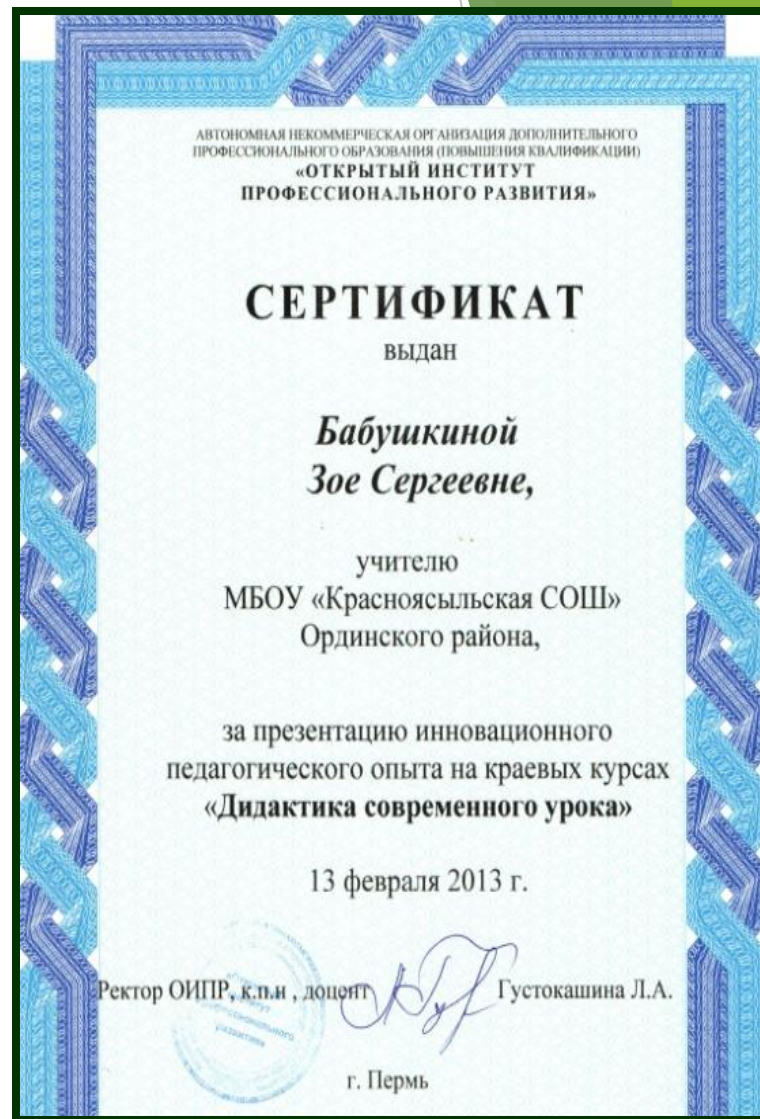 АВТОНОМНАЯ НЕКОММЕРЧЕСКАЯ ОРГАНИЗАЦИЯ ДОПОЛНИТЕЛЬНОГО
ПРОФЕССИОНАЛЬНОГО ОБРАЗОВАНИЯ (ПОВЫШЕНИЯ КВАЛИФИКАЦИИ)
«ОТКРЫТЫЙ ИНСТИТУТ
ПРОФЕССИОНАЛЬНОГО РАЗВИТИЯ»
СЕРТИФИКАТ
выдан
Бабушкиной
Зое Сергеевне,
учителю
МБОУ «Красноясыльская СОШ»
Ординского района,
за презентацию инновационного
педагогического опыта на краевых курсах
«Дидактика современного урока»
13 февраля 2013 г.
Ректор ОИПР, к.п.н , доцент Густокашина Л.А.
г. Пермь